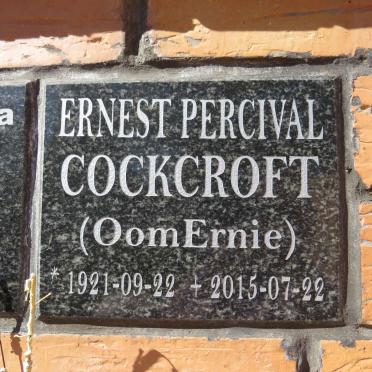 ERNEST PERCIVAL
COCKCROFT
(OomErnie)
* 1921-09-22 + 2015-07-22